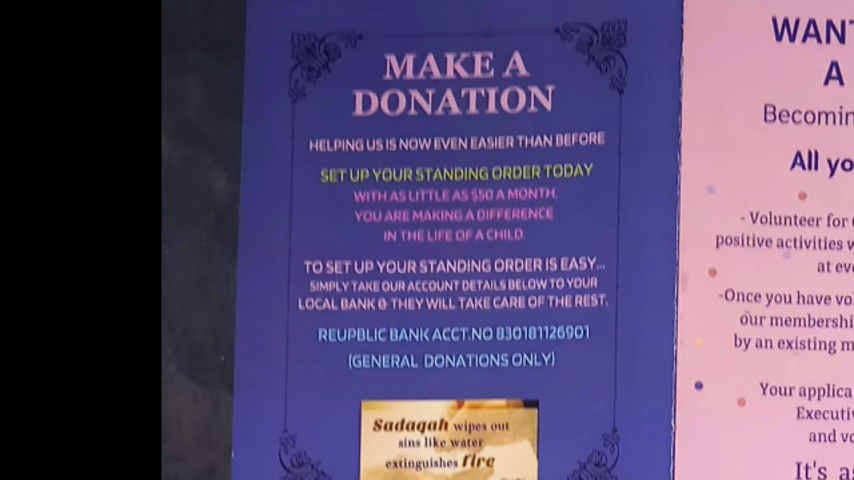 MAKE A
DONATION
HELPING US IS NOW EVEN EASIER THAN BEFORE
SET UP YOUR STANDING ORDER TODAY
WITH AS LITTLE AS $50 A MONTH,
YOU ARE MAKING A DIFFERENCE
IN THE LIFE OF A CHILD.
TO SET UP YOUR STANDING ORDER IS EASY...
SIMPLY TAKE OUR ACCOUNT DETAILS BELOW TO YOUR
LOCAL BANK & THEY WILL TAKE CARE OF THE REST.
REUPBLIC BANK ACCT.NO 830181126901
(GENERAL DONATIONS ONLY)
Sadaqah wipes out
sins like water
extinguishes fire
WANT
A
Becomin
All yo
- Volunteer for
positive activities w
at eve
-Once you have vo
our membershi
by an existing m
Your applica
Executiv
and vo
It's a